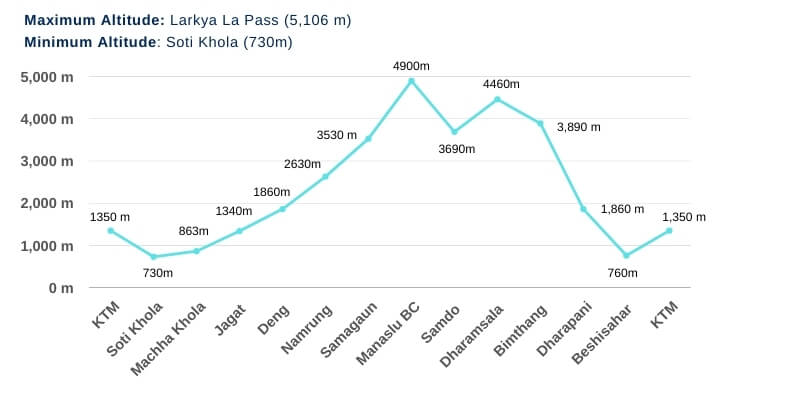 Maximum Altitude: Larkya La Pass (5,106 m)
Minimum Altitude: Soti Khola (730m)
5,000 m
4,000 m
3,000 m
2,000 m
1,000 m
0 m
1350 m
730m
863m
1340m
1860m
2630m
3530 m
4900m
3690m
4460m
3,890 m
1,860 m
760m
1,350 m
KTM
Soti Khola
Machha Khola
Jagat
Deng
Namrung
Samagaun
Manaslu BC
Samdo
Dharamsala
Bimthang
Dharapani
Beshisahar
KTM